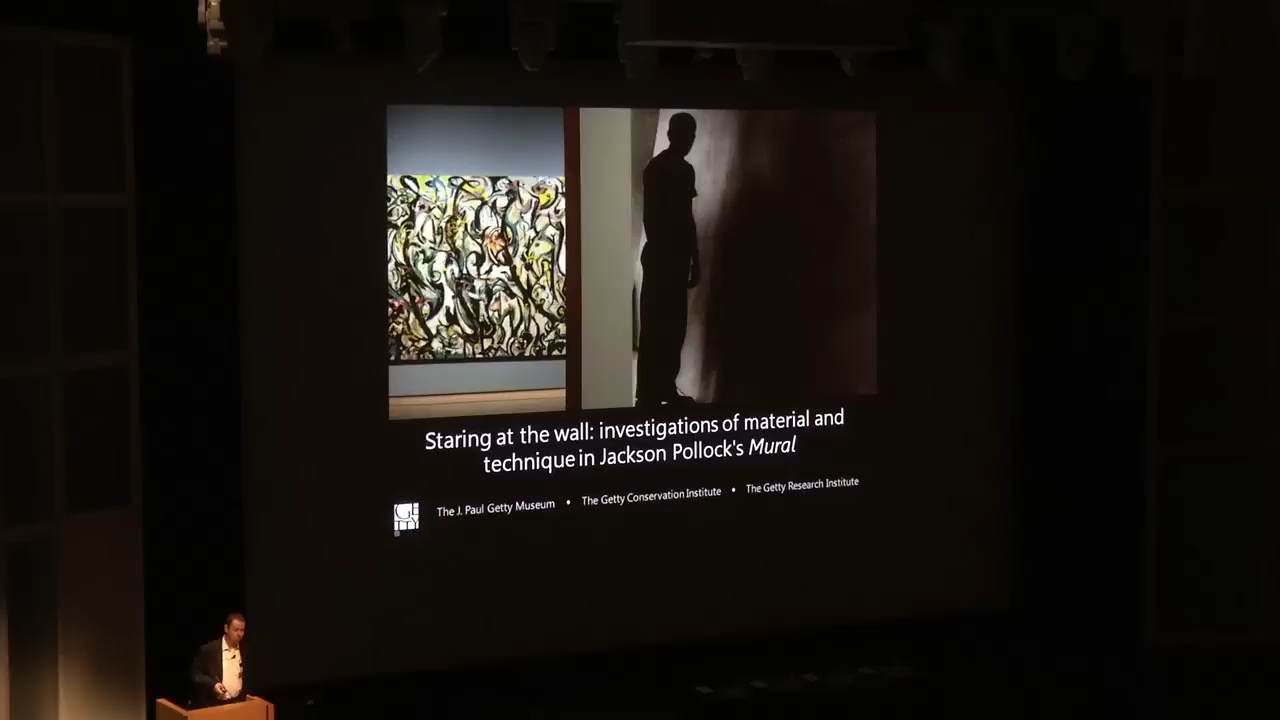 Staring at the wall: investigations of material and
technique in Jackson Pollock's Mural
The J. Paul Getty Museum • The Getty Conservation Institute • The Getty Research Institute
GETTY